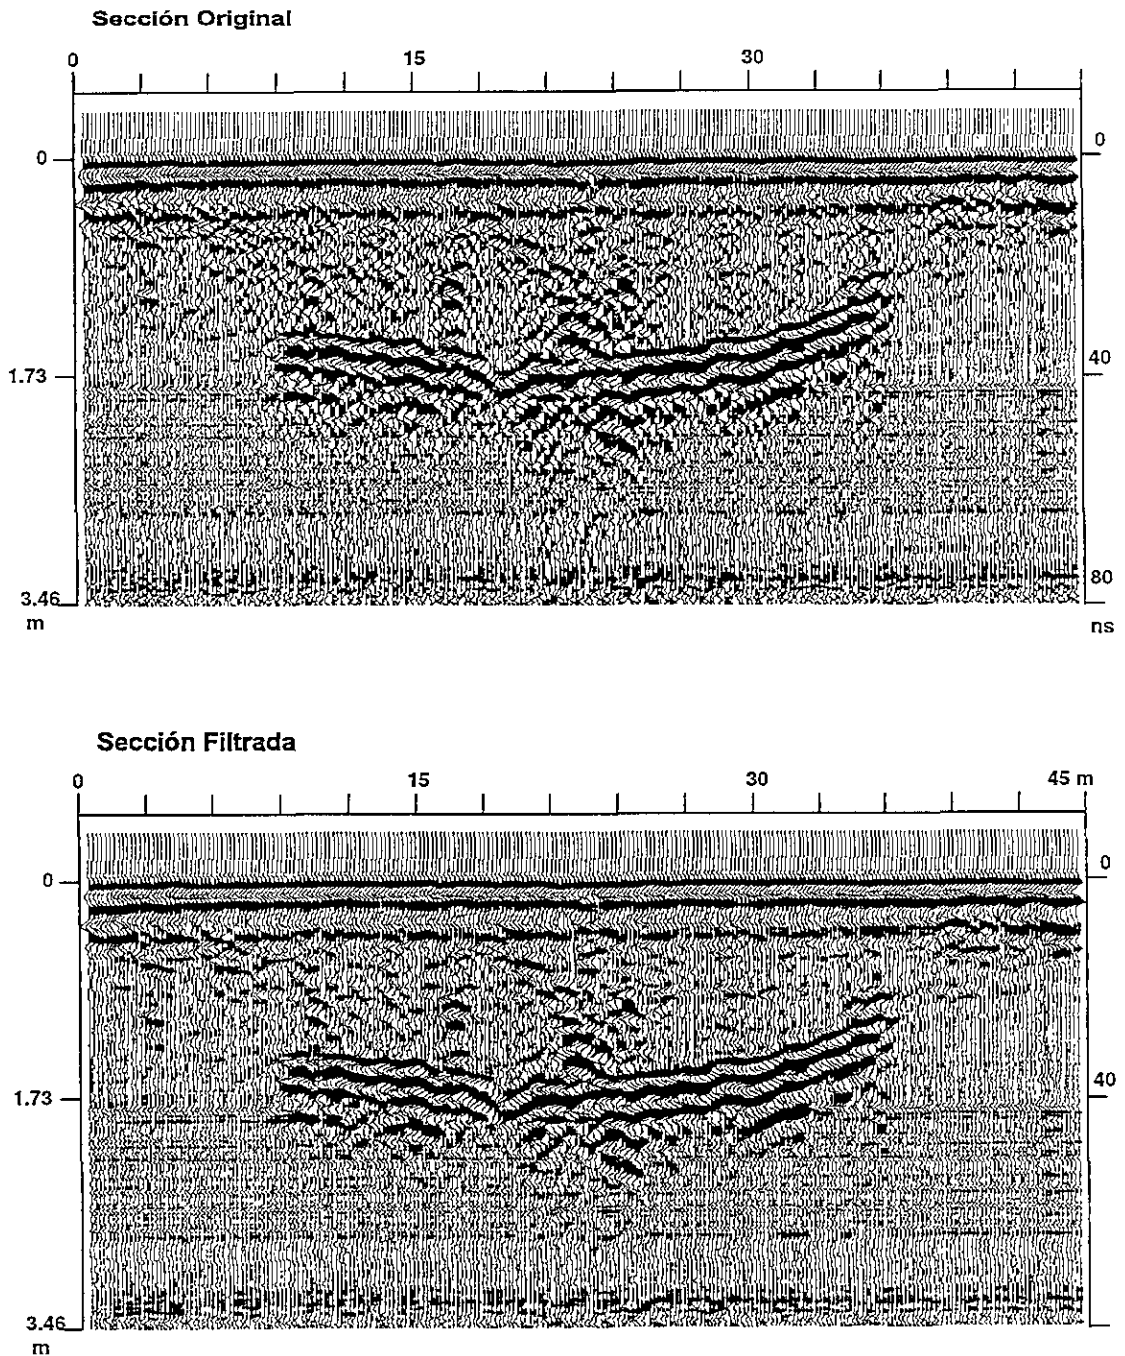 Sección Original
0 15 30
0 0
1.73 40
3.46 80
m ns
Sección Filtrada
0 15 30 45 m
0 0
1.73 40
3.46
m